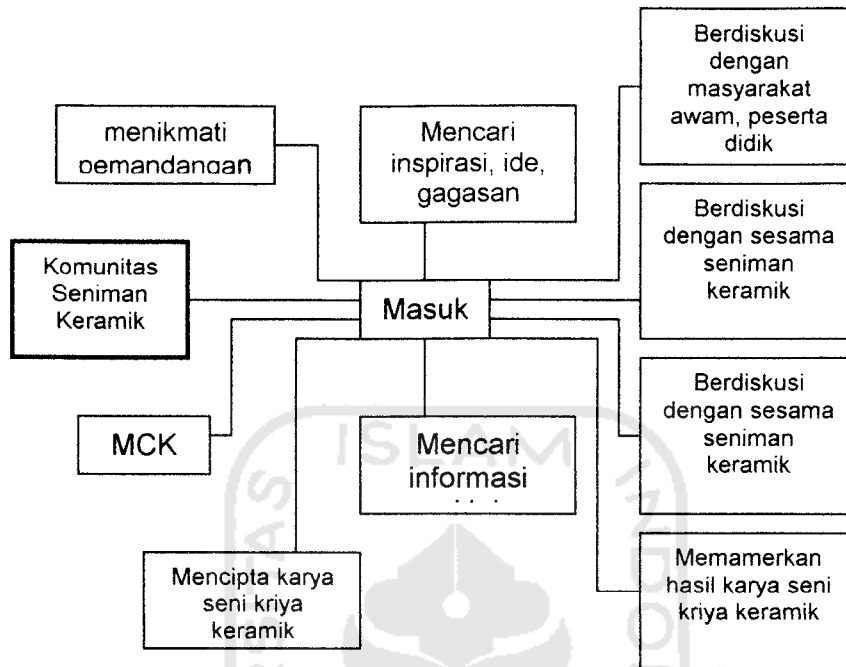 Berdiskusi
dengan
masyarakat
awam, peserta
didik
menikmati
pemandangan
Mencari
inspirasi, ide,
gagasan
Berdiskusi
dengan sesama
seniman
keramik
Komunitas
Seniman
Keramik
Masuk
Berdiskusi
dengan sesama
seniman
keramik
MCK
Mencari
informasi
Mencipta karya
seni kriya
keramik
Memamerkan
hasil karya seni
kriya keramik
ISLAM